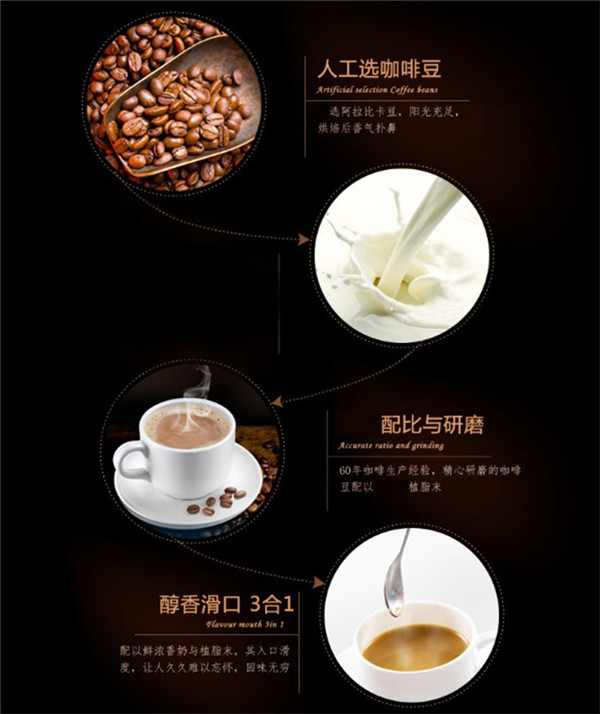 人工选咖啡豆
Artificial selection Coffee beans
选阿拉比卡豆，阳光充足，
烘焙后香气扑鼻
配比与研磨
Accurate ratio and grinding
60年咖啡生产经验，精心研磨的咖啡
豆配以 植脂末
醇香滑口 3合1
Flavour mouth 3in 1
配以鲜浓香奶与植脂末，其入口滑
度，让人久久难以忘怀，回味无穷